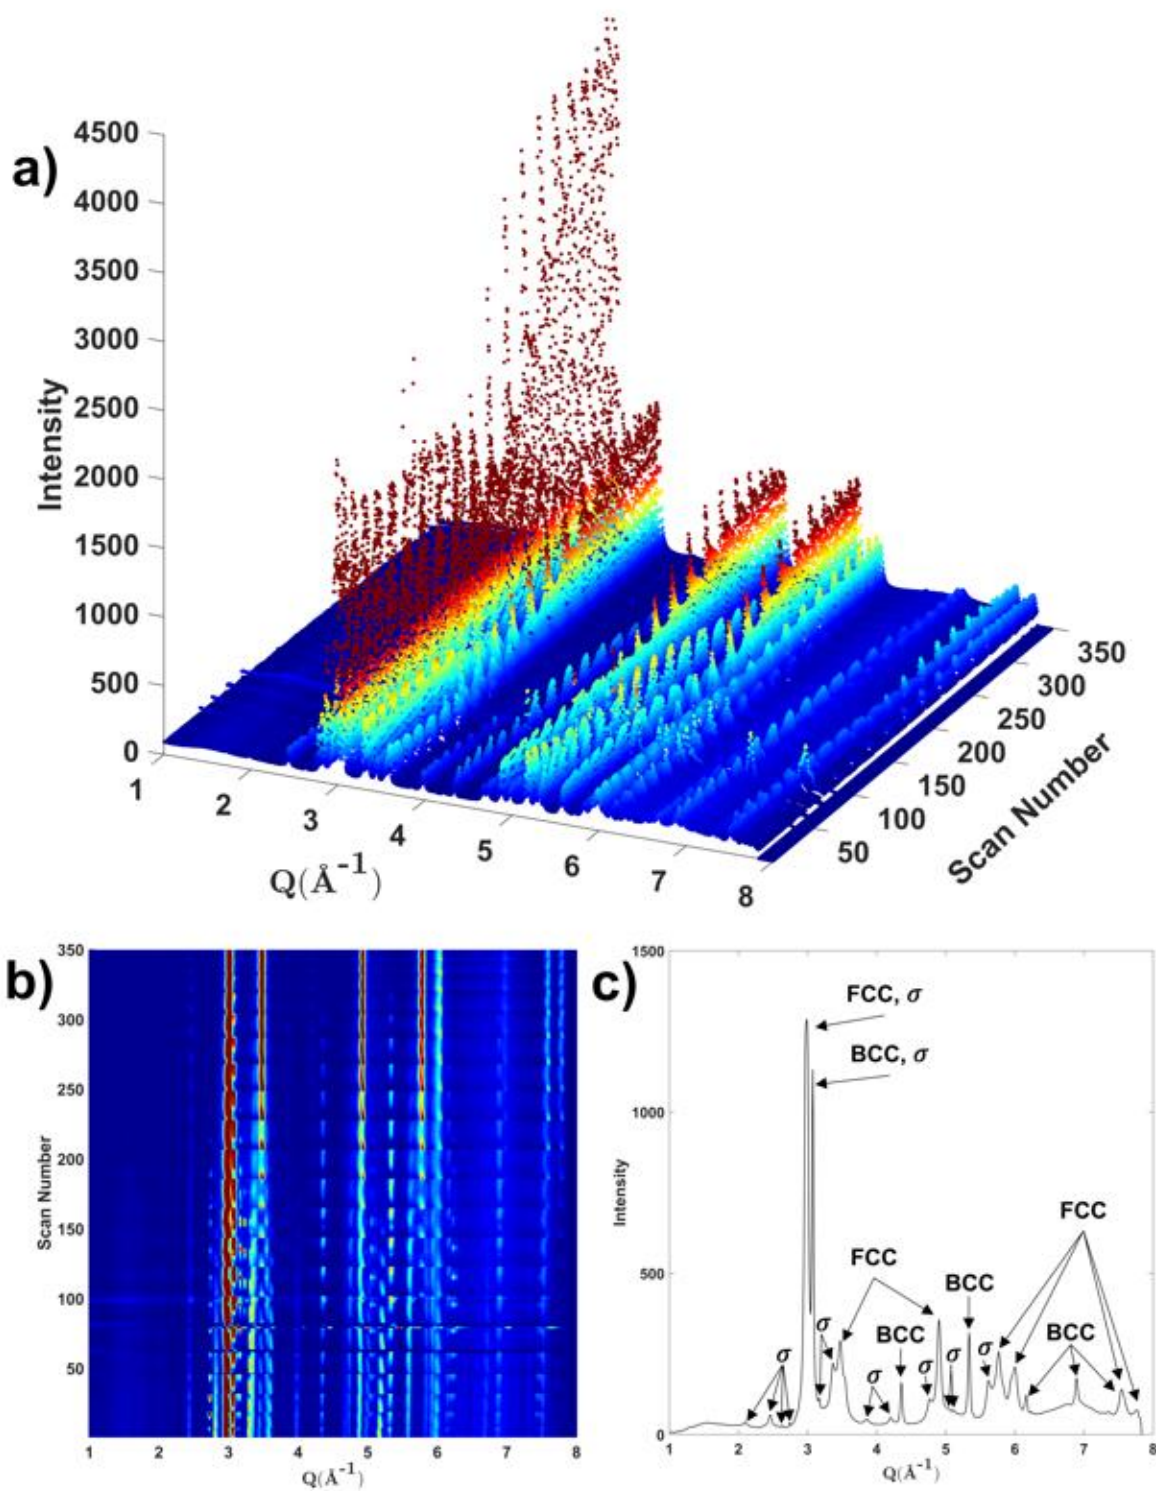 a)
4500
4000
3500
3000
2500
2000
1500
1000
500
0
Intensity
1
2
3
4
5
6
7
8
Q(Å-1)
50
100
150
200
250
300
350
Scan Number
b)
350
300
250
200
150
100
50
Scan Number
1 2 3 4 5 6 7 8
Q(Å-1)
c)
1500
1000
500
0
Intensity
FCC, σ
BCC, σ
FCC
FCC
BCC
σ
BCC
BCC
σ
σ
σ
σ
σ
1 2 3 4 5 6 7 8
Q(Å-1)